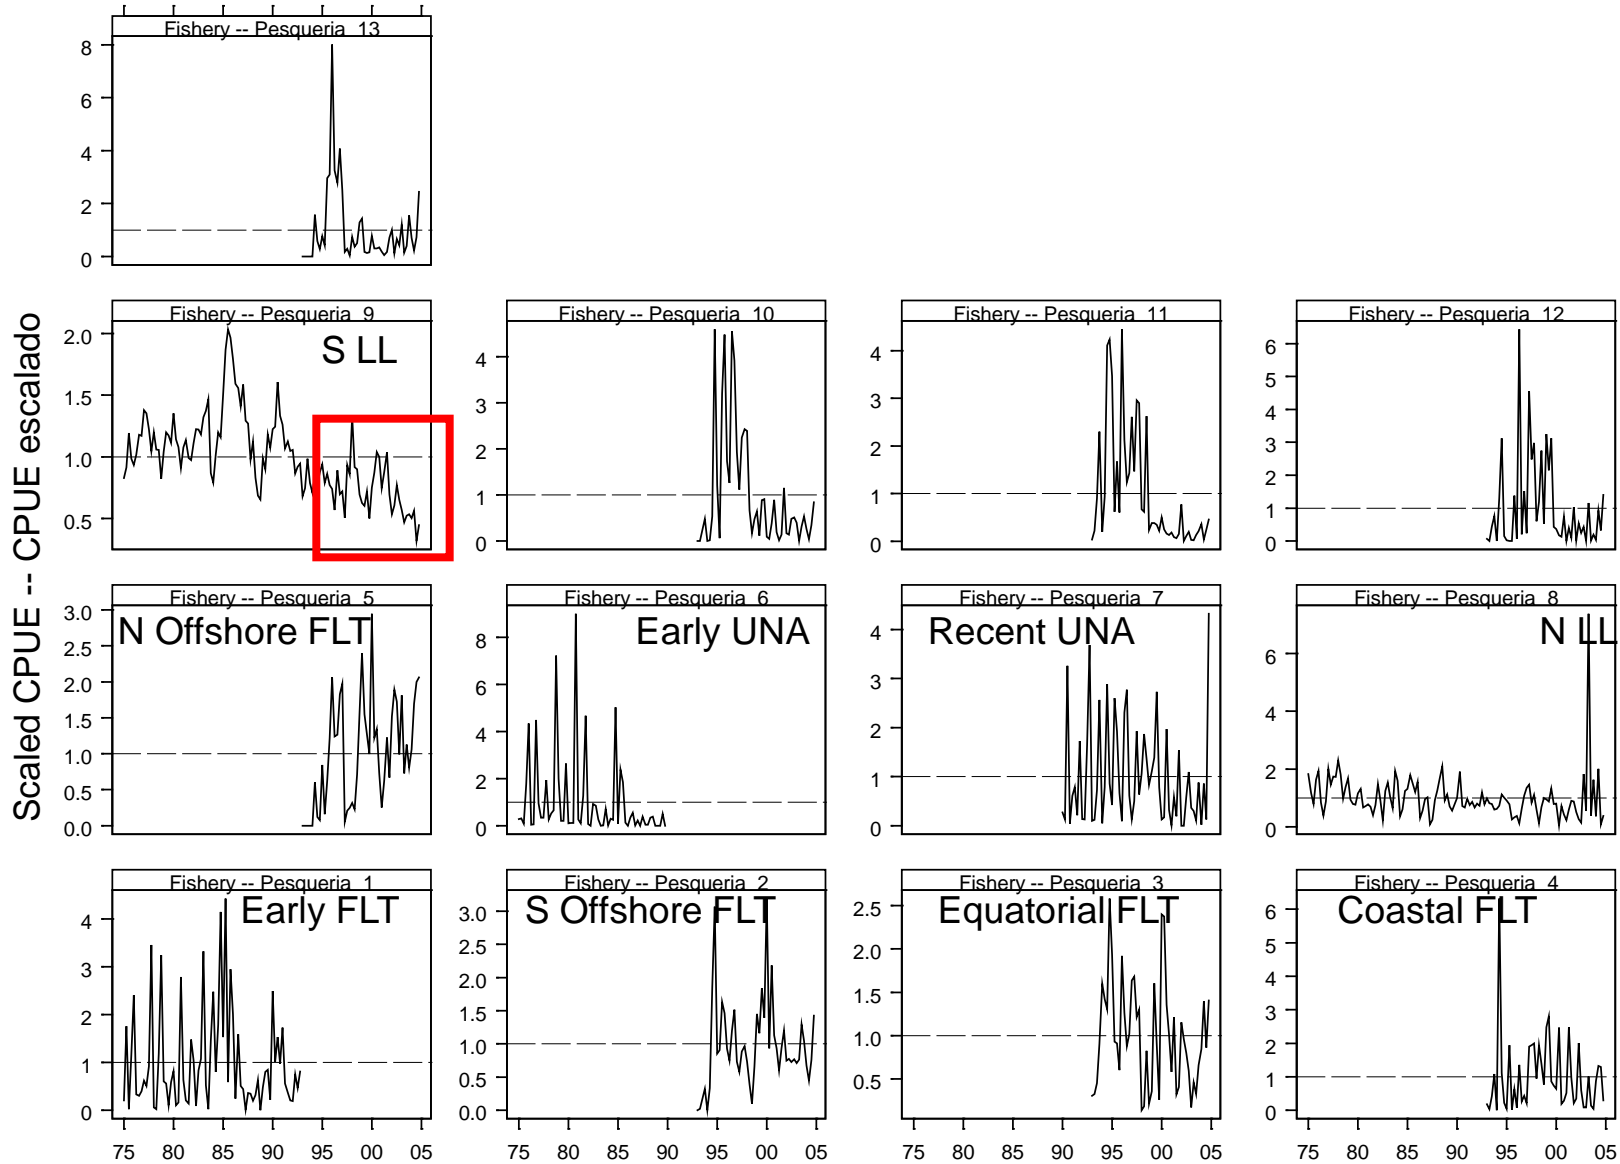 Scaled CPUE -- CPUE escalado
Fishery -- Pesqueria 13
8
6
4
2
0
Fishery -- Pesqueria 9
S LL
2.0
1.5
1.0
0.5
Fishery -- Pesqueria 10
4
3
2
1
0
Fishery -- Pesqueria 11
4
3
2
1
0
Fishery -- Pesqueria 12
6
5
4
3
2
1
0
Fishery -- Pesqueria 5
N Offshore FLT
3.0
2.5
2.0
1.5
1.0
0.5
0.0
Fishery -- Pesqueria 6
Early UNA
8
6
4
2
0
Fishery -- Pesqueria 7
Recent UNA
4
3
2
1
0
Fishery -- Pesqueria 8
N LL
6
4
2
0
Fishery -- Pesqueria 1
Early FLT
4
3
2
1
0
75 80 85 90 95 00 05
Fishery -- Pesqueria 2
S Offshore FLT
3.0
2.5
2.0
1.5
1.0
0.5
0.0
75 80 85 90 95 00 05
Fishery -- Pesqueria 3
Equatorial FLT
2.5
2.0
1.5
1.0
0.5
75 80 85 90 95 00 05
Fishery -- Pesqueria 4
Coastal FLT
6
5
4
3
2
1
0
75 80 85 90 95 00 05